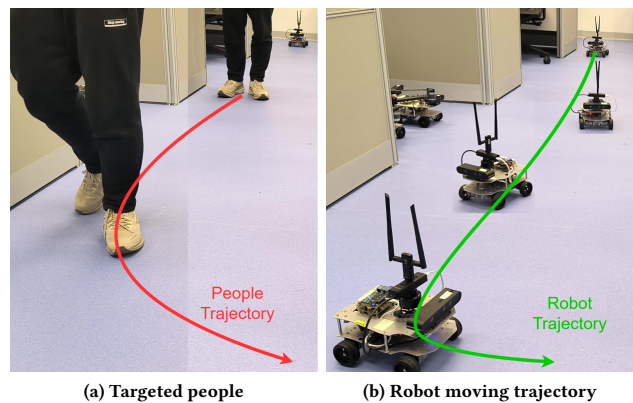 People
Trajectory
Robot
Trajectory
(a) Targeted people
(b) Robot moving trajectory